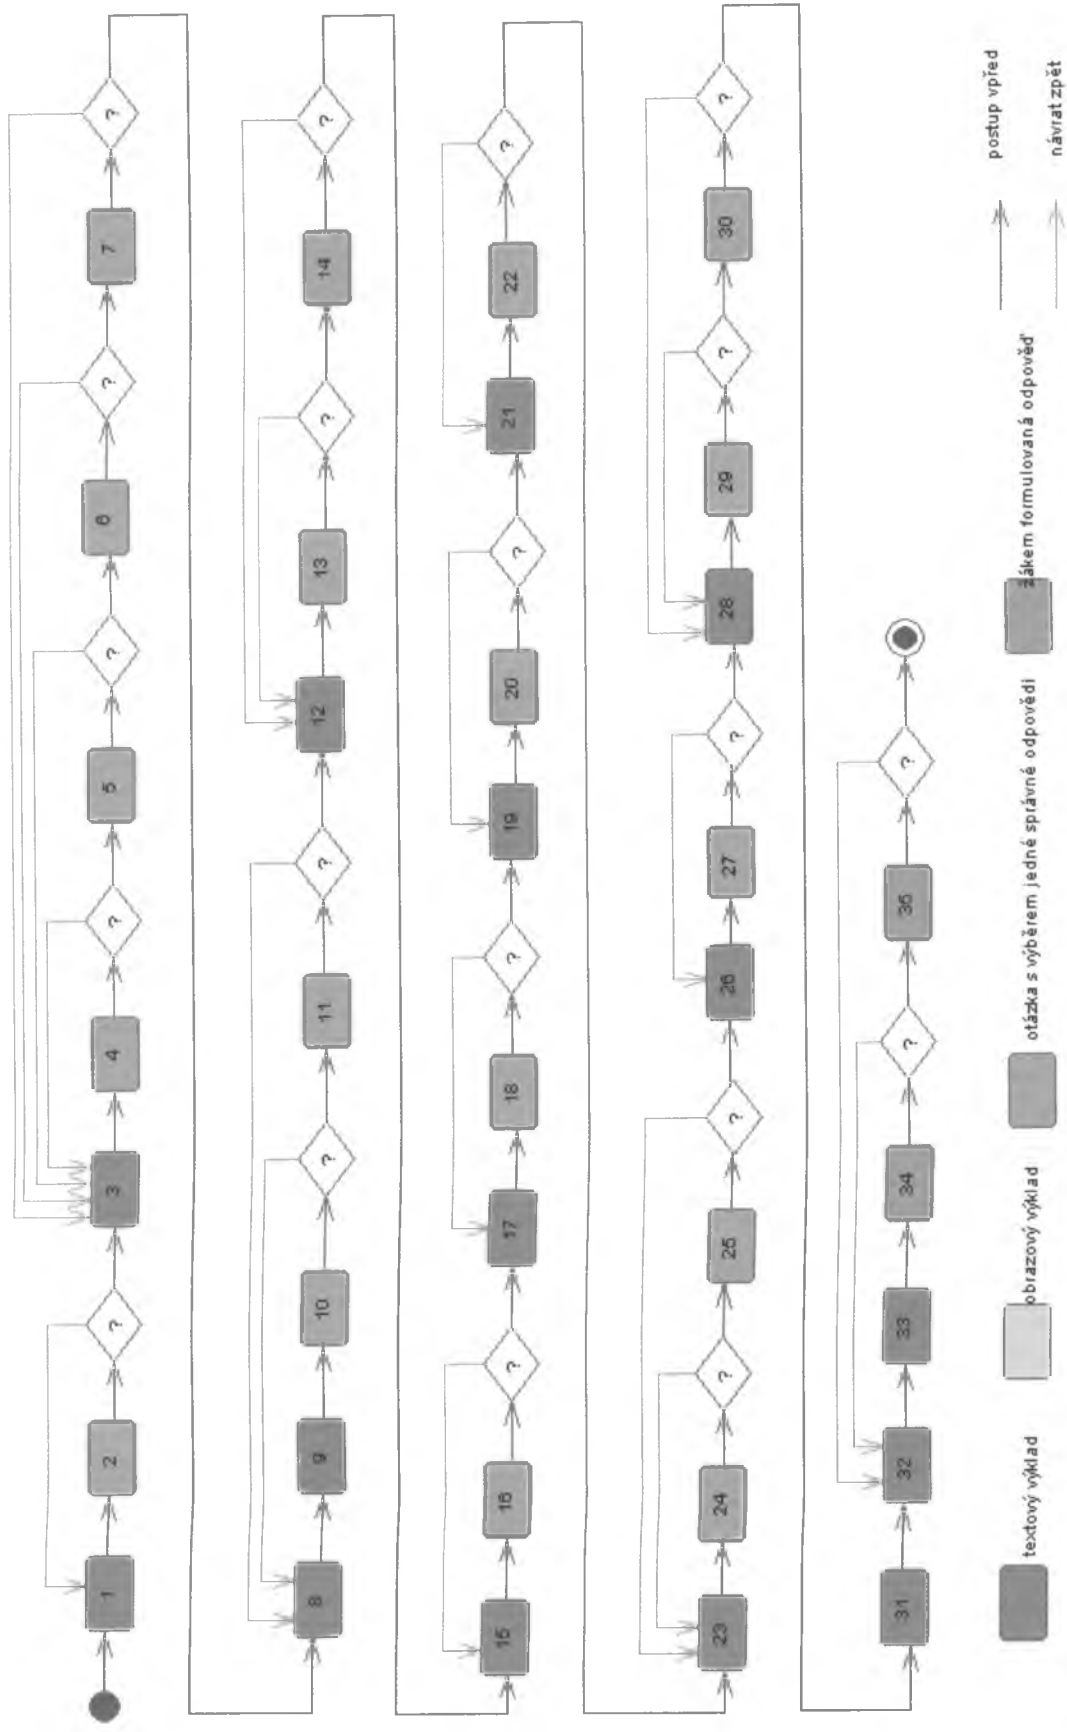 1 2 ? 3 4 ? 5 ? 6 ? 7 ?
8 9 10 ? 11 ? 12 13 ? 14 ?
15 16 ? 17 18 ? 19 20 ? 21 22 ?
23 24 ? 25 ? 26 27 ? 28 29 ? 30 ?
31 32 33 34 ? 35 ?
textový výklad
obrazový výklad
otázka s výběrem jedné správné odpovědi
žákem formulovaná odpověď
postup vpřed
návrat zpět